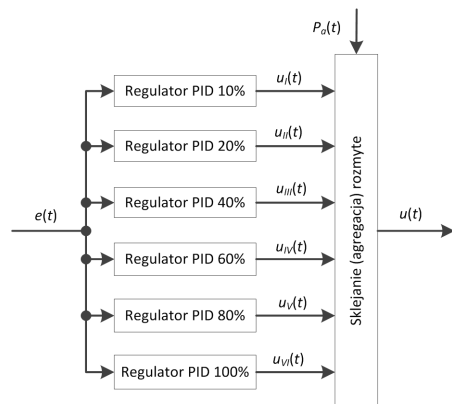 Pₐ(t)
Regulator PID 10%
u_I(t)
Regulator PID 20%
u_II(t)
Regulator PID 40%
u_III(t)
e(t)
Regulator PID 60%
u_IV(t)
Regulator PID 80%
u_V(t)
Regulator PID 100%
u_VI(t)
Sklejanie (agregacja) rozmyte
u(t)